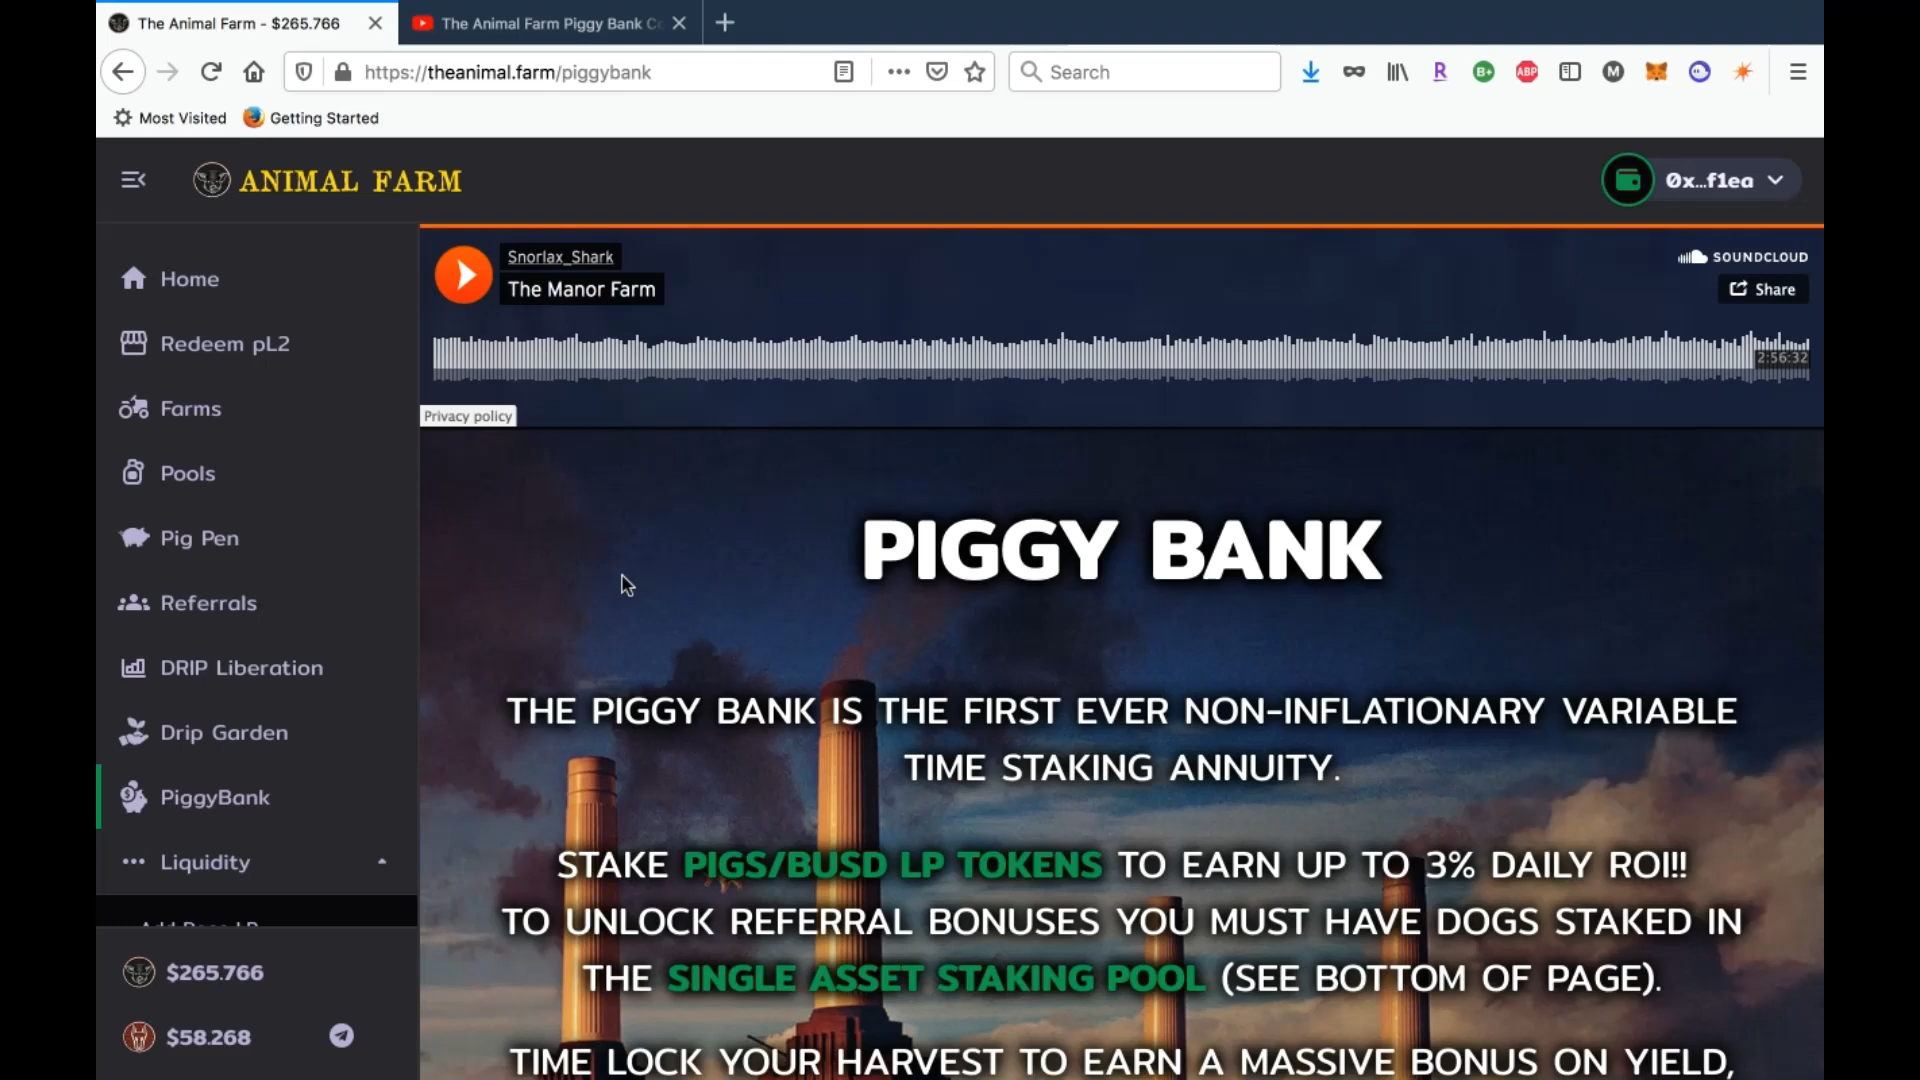 The Animal Farm - $265.766
The Animal Farm Piggy Bank C
https://theanimal.farm/piggybank
Search
R
B+
ABP
M
Most Visited
Getting Started
ANIMAL FARM
0x...f1ea
Home
Redeem pL2
Farms
Pools
Pig Pen
Referrals
DRIP Liberation
Drip Garden
PiggyBank
Liquidity
$265.766
$58.268
Snorlax_Shark
The Manor Farm
SOUNDCLOUD
Share
2:56:32
Privacy policy
PIGGY BANK
THE PIGGY BANK IS THE FIRST EVER NON-INFLATIONARY VARIABLE
TIME STAKING ANNUITY.
STAKE PIGS/BUSD LP TOKENS TO EARN UP TO 3% DAILY ROI!!
TO UNLOCK REFERRAL BONUSES YOU MUST HAVE DOGS STAKED IN
THE SINGLE ASSET STAKING POOL (SEE BOTTOM OF PAGE).
TIME LOCK YOUR HARVEST TO EARN A MASSIVE BONUS ON YIELD,